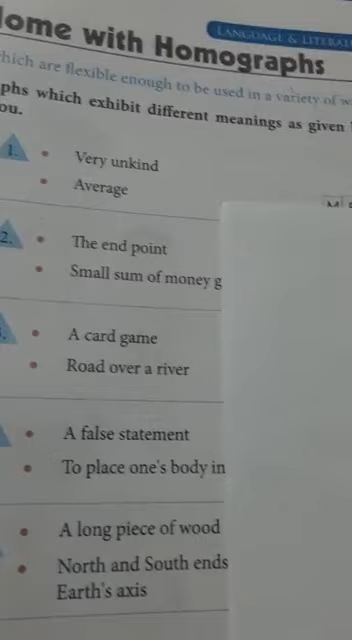 LANGUAGE & LITERA
ome with Homographs
hich are flexible enough to be used in a variety of w
phs which exhibit different meanings as given
ou.
1. • Very unkind
• Average
2. • The end point
• Small sum of money g
• A card game
• Road over a river
• A false statement
• To place one's body in
• A long piece of wood
• North and South ends
Earth's axis